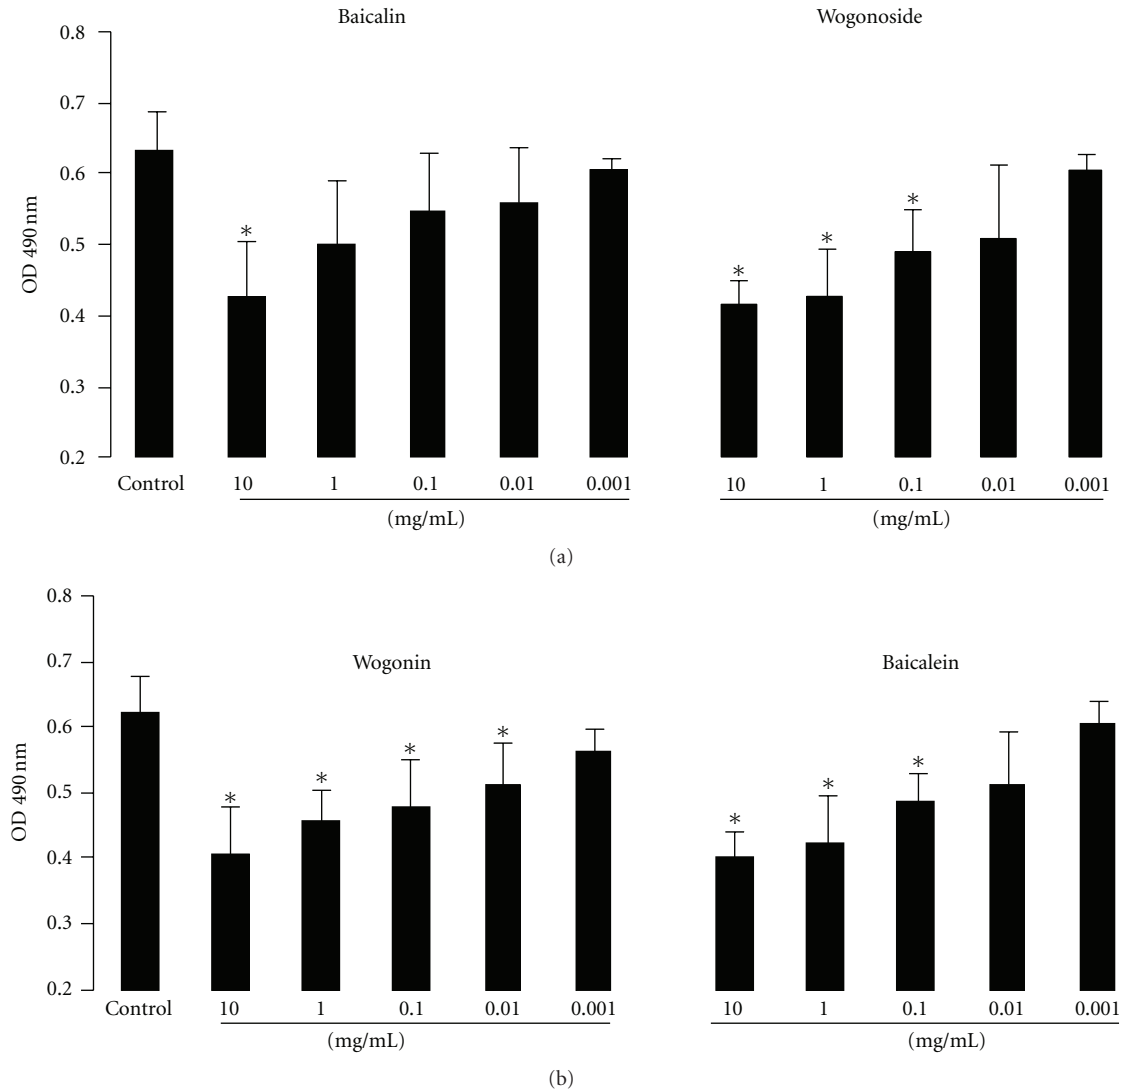 Baicalin Wogonoside
0.8
0.7
0.6
0.5
0.4
0.3
0.2
OD 490 nm
* * * *
Control 10 1 0.1 0.01 0.001 10 1 0.1 0.01 0.001
(mg/mL) (mg/mL)
(a)
Wogonin Baicalein
0.8
0.7
0.6
0.5
0.4
0.3
0.2
OD 490 nm
* * * * * * *
Control 10 1 0.1 0.01 0.001 10 1 0.1 0.01 0.001
(mg/mL) (mg/mL)
(b)